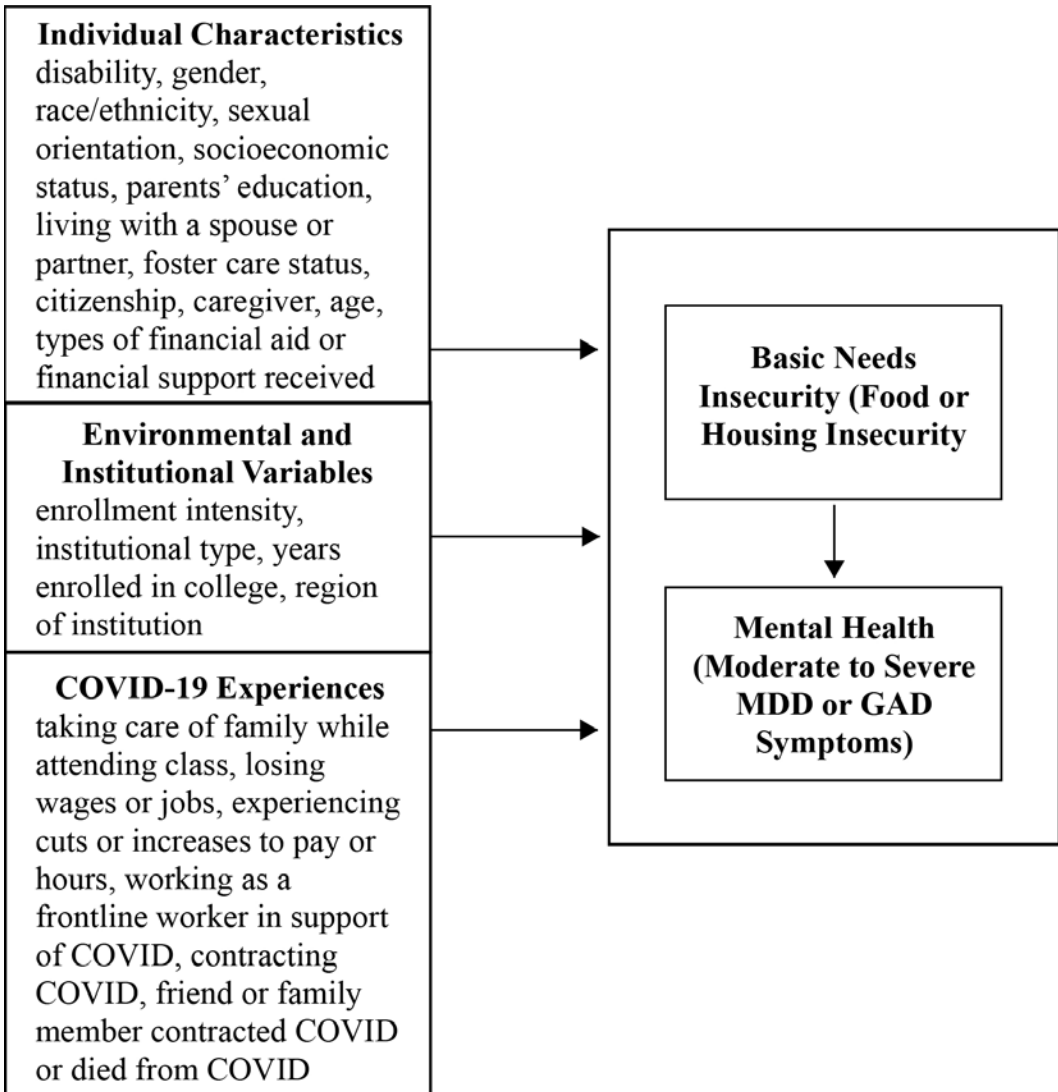 Individual Characteristics
disability, gender,
race/ethnicity, sexual
orientation, socioeconomic
status, parents’ education,
living with a spouse or
partner, foster care status,
citizenship, caregiver, age,
types of financial aid or
financial support received
Environmental and
Institutional Variables
enrollment intensity,
institutional type, years
enrolled in college, region
of institution
COVID-19 Experiences
taking care of family while
attending class, losing
wages or jobs, experiencing
cuts or increases to pay or
hours, working as a
frontline worker in support
of COVID, contracting
COVID, friend or family
member contracted COVID
or died from COVID
Basic Needs
Insecurity (Food or
Housing Insecurity
Mental Health
(Moderate to Severe
MDD or GAD
Symptoms)